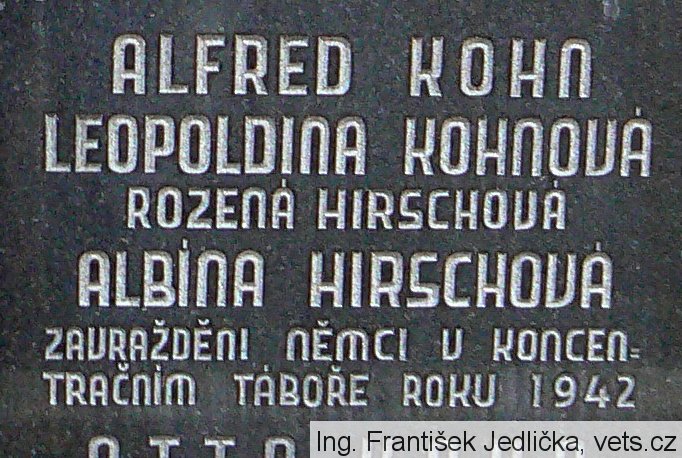 ALFRED KOHN
LEOPOLDINA KOHNOVÁ
ROZENÁ HIRSCHOVÁ
ALBÍNA HIRSCHOVÁ
ZAVRAŽDĚNI NĚMCI V KONCEN=
TRAČNÍM TÁBOŘE ROKU 1942
OTTO
Ing. František Jedlička, vets.cz